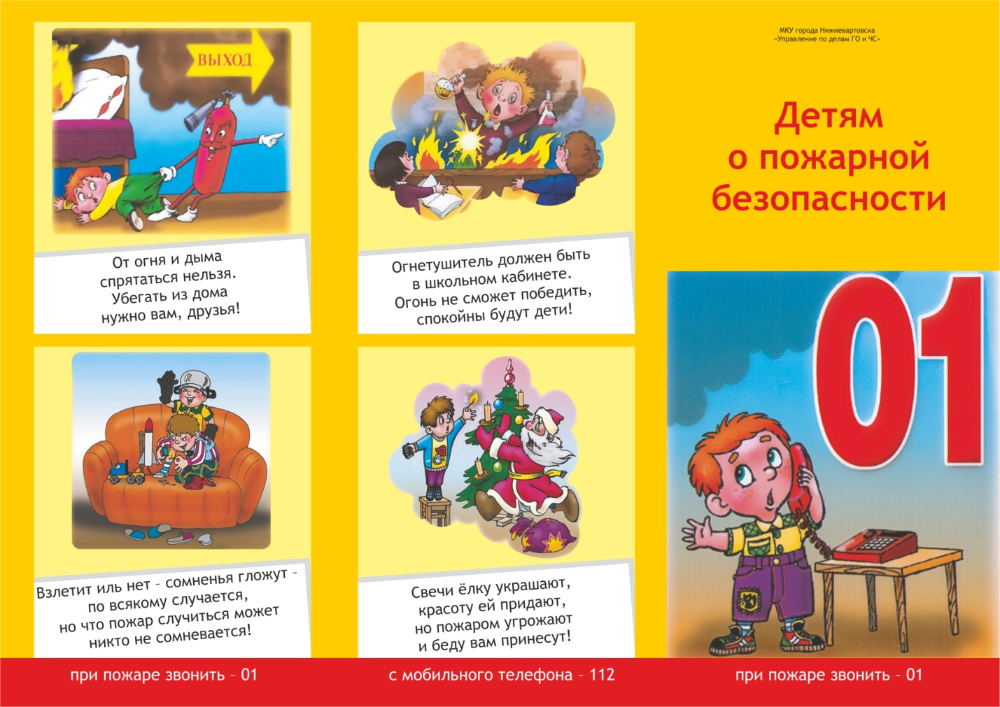 ВЫХОД
От огня и дыма
спрятаться нельзя.
Убегать из дома
нужно вам, друзья!
Взлетит иль нет – сомненья гложут –
по всякому случается,
но что пожар случиться может
никто не сомневается!
при пожаре звонить – 01
Огнетушитель должен быть
в школьном кабинете.
Огонь не сможет победить,
спокойны будут дети!
Свечи ёлку украшают,
красоту ей придают,
но пожаром угрожают
и беду вам принесут!
с мобильного телефона – 112
МКУ города Нижневартовска
«Управление по делам ГО и ЧС»
Детям
о пожарной
безопасности
01
при пожаре звонить – 01